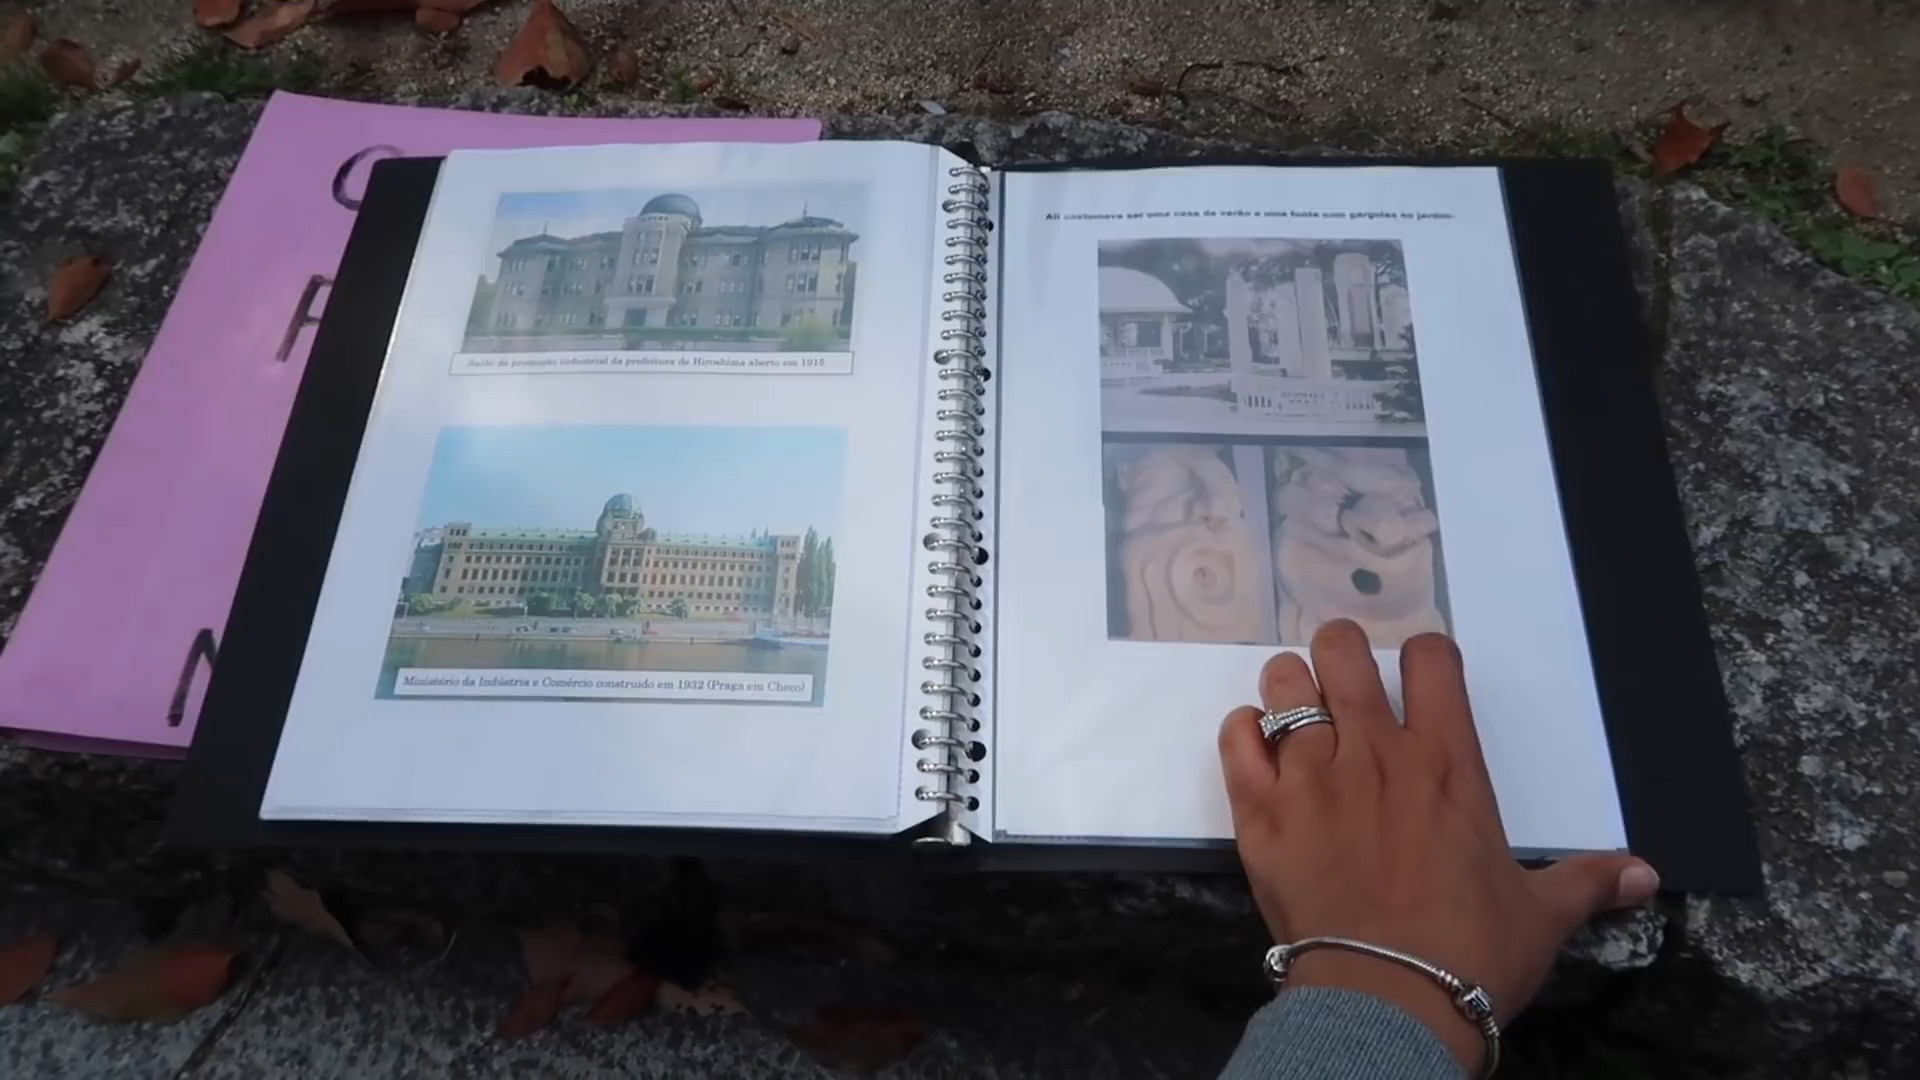 Salão de promoção industrial da prefeitura de Hiroshima aberto em 1915
Ministério da Indústria e Comércio construido em 1932 (Praga em Checo)
Ali costumava ser uma casa de verão e uma fonte com gárgulas no jardim.